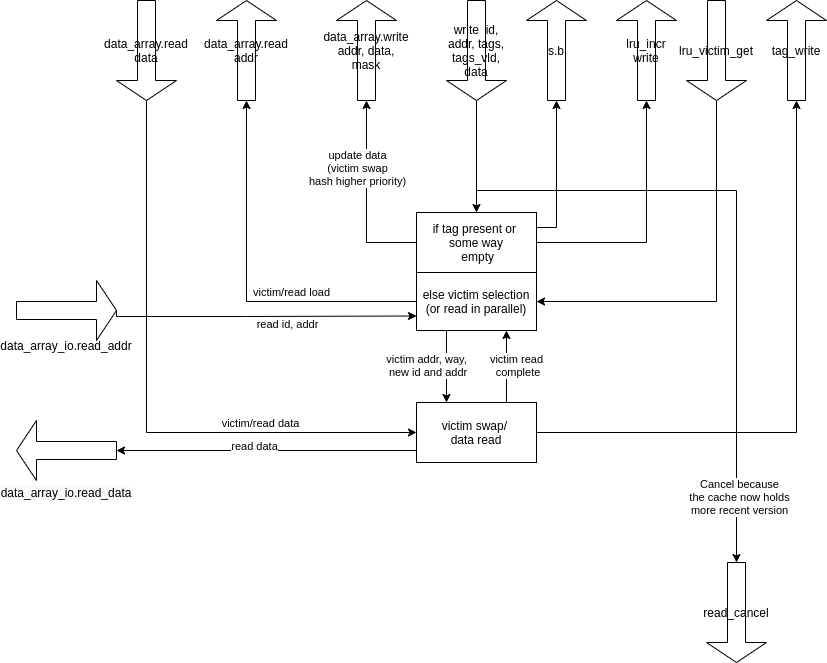 data_array.read
data
data_array.read
addr
data_array.write
addr, data,
mask
write_id,
addr, tags,
tags_vld,
data
s.b
lru_incr
write
lru_victim_get
tag_write
update data
(victim swap
hash higher priority)
if tag present or
some way
empty
else victim selection
(or read in parallel)
victim/read load
read id, addr
data_array_io.read_addr
victim addr, way,
new id and addr
victim read
complete
victim/read data
read data
victim swap/
data read
data_array_io.read_data
Cancel because
the cache now holds
more recent version
read_cancel